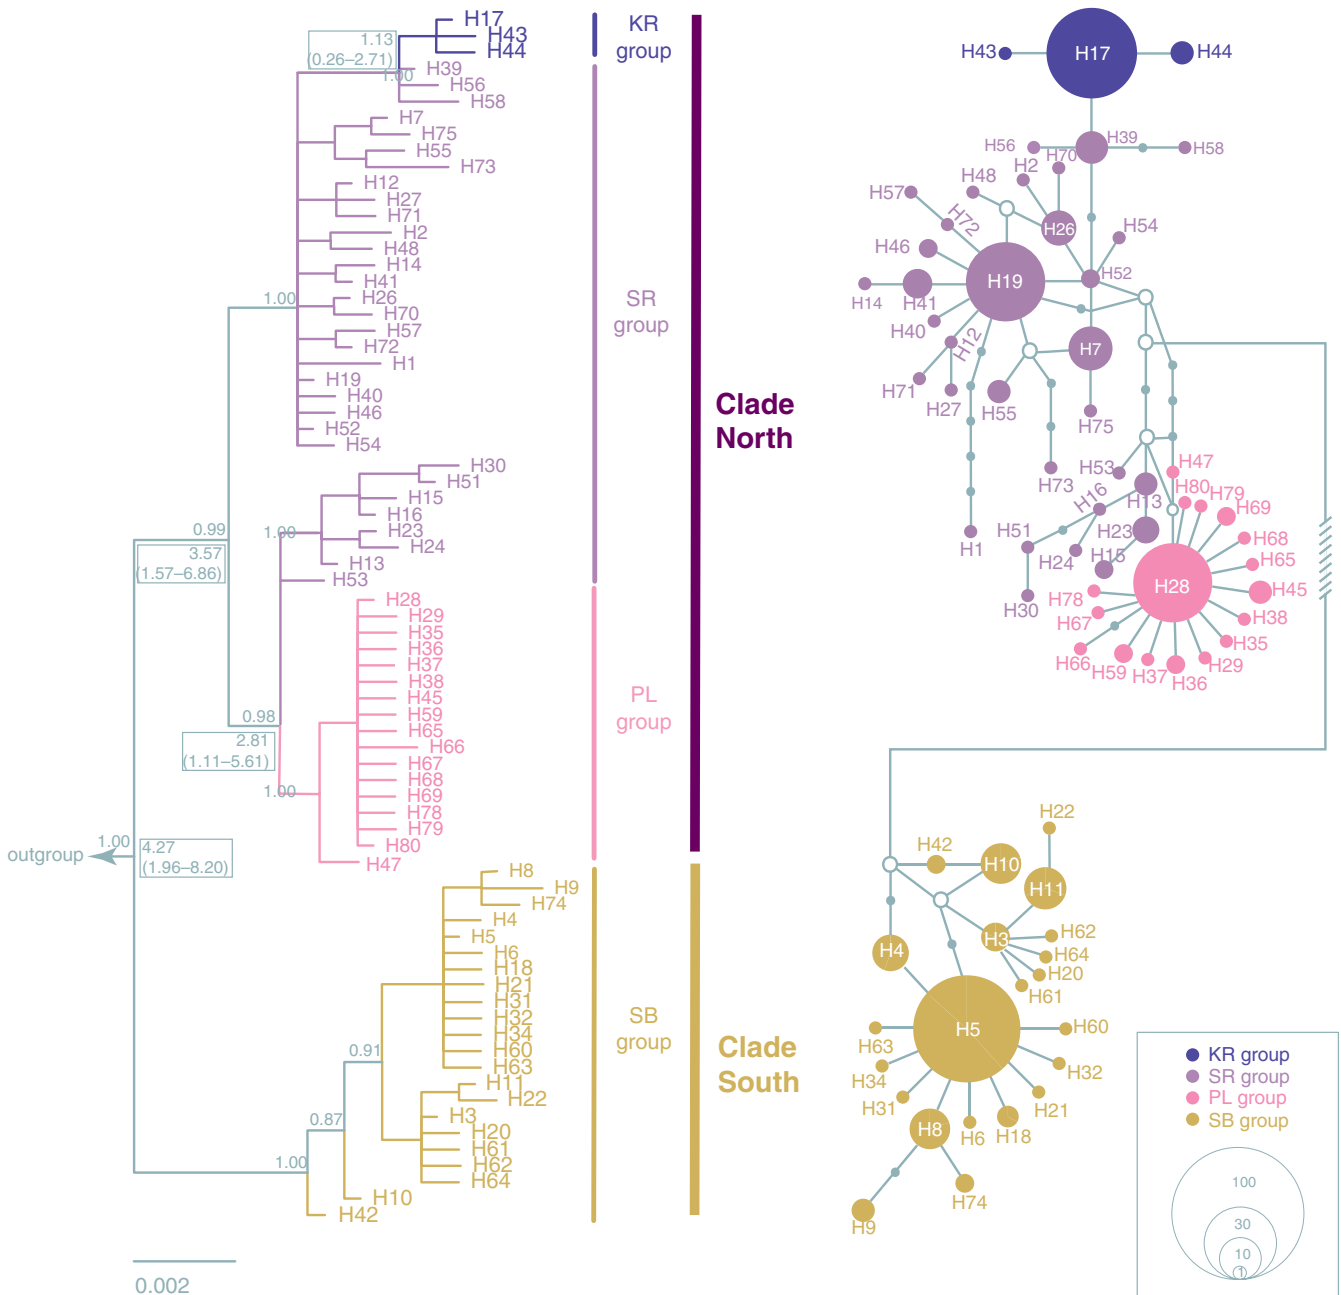 H17
H43
H44
1.13
(0.26–2.71)
1.00
H39
H56
H58
H7
H75
H55
H73
H12
H27
H71
H2
H48
H14
H41
H26
H70
H57
H72
H1
H19
H40
H46
H52
H54
1.00
H30
H51
H15
H16
H23
H24
H13
H53
1.00
0.99
3.57
(1.57–6.86)
H28
H29
H35
H36
H37
H38
H45
H59
H65
H66
H67
H68
H69
H78
H79
H80
H47
0.98
2.81
(1.11–5.61)
1.00
outgroup
1.00
4.27
(1.96–8.20)
H8
H9
H74
H4
H5
H6
H18
H21
H31
H32
H34
H60
H63
H11
H22
H3
H20
H61
H62
H64
H10
H42
0.91
0.87
1.00
0.002
KR
group
SR
group
PL
group
SB
group
Clade
North
Clade
South
H43
H17
H44
H56
H39
H58
H70
H2
H48
H57
H72
H26
H54
H46
H19
H52
H14
H41
H40
H12
H7
H71
H27
H55
H75
H73
H1
H53
H47
H80
H79
H69
H16
H13
H68
H51
H23
H24
H15
H65
H28
H45
H78
H30
H67
H38
H35
H66
H59
H37
H36
H29
H22
H42
H10
H11
H3
H62
H4
H64
H20
H61
H5
H60
H63
H32
H34
H31
H21
H8
H6
H18
H74
H9
KR group
SR group
PL group
SB group
100
30
10
1